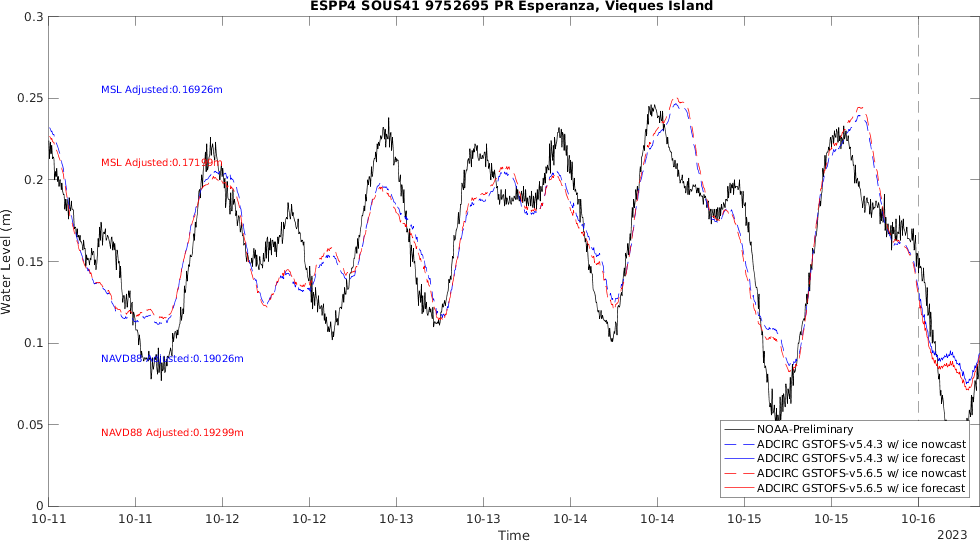 ESPP4 SOUS41 9752695 PR Esperanza, Vieques Island
0.3
0.25
0.2
0.15
0.1
0.05
0
Water Level (m)
MSL Adjusted:0.16926m
MSL Adjusted:0.17199m
NAVD88 Adjusted:0.19026m
NAVD88 Adjusted:0.19299m
NOAA-Preliminary
ADCIRC GSTOFS-v5.4.3 w/ ice nowcast
ADCIRC GSTOFS-v5.4.3 w/ ice forecast
ADCIRC GSTOFS-v5.6.5 w/ ice nowcast
ADCIRC GSTOFS-v5.6.5 w/ ice forecast
10-11 10-11 10-12 10-12 10-13 10-13 10-14 10-14 10-15 10-15 10-16
Time
2023